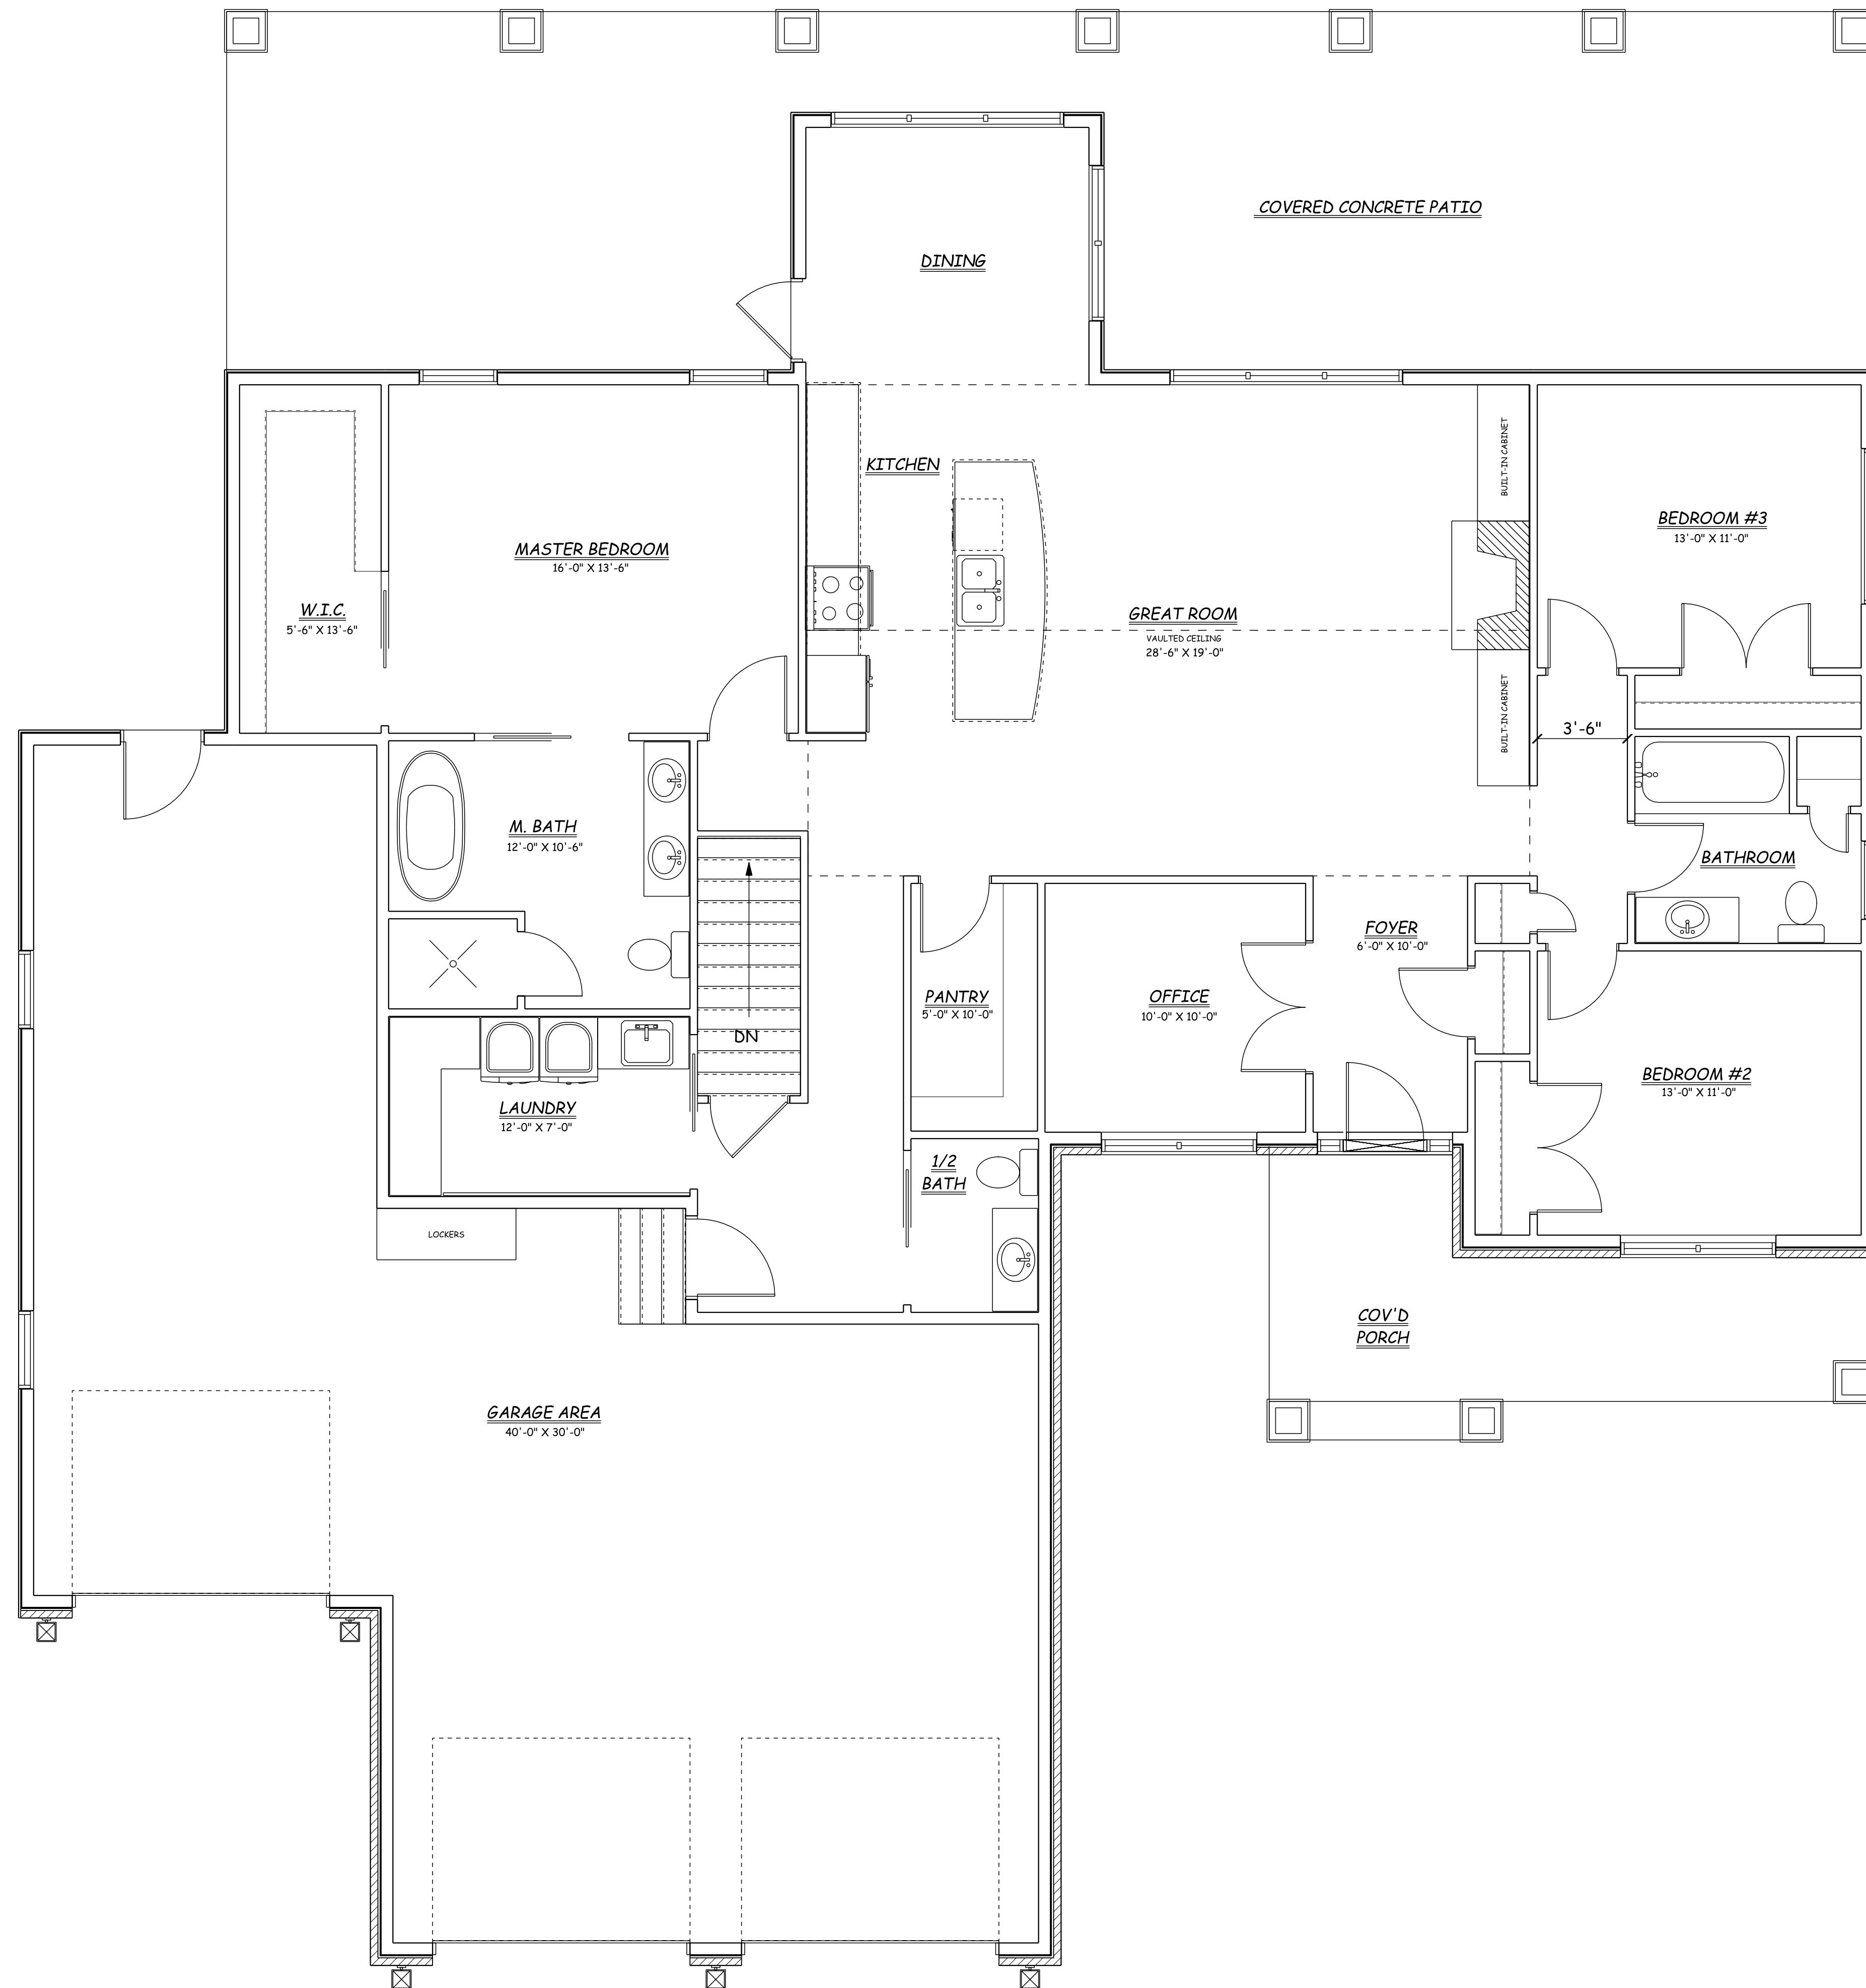 COVERED CONCRETE PATIO
DINING
KITCHEN
BUILT-IN CABINET
BEDROOM #3
13'-0" X 11'-0"
MASTER BEDROOM
16'-0" X 13'-6"
W.I.C.
5'-6" X 13'-6"
GREAT ROOM
VAULTED CEILING
28'-6" X 19'-0"
BUILT-IN CABINET
3'-6"
M. BATH
12'-0" X 10'-6"
BATHROOM
FOYER
6'-0" X 10'-0"
PANTRY
5'-0" X 10'-0"
OFFICE
10'-0" X 10'-0"
DN
BEDROOM #2
13'-0" X 11'-0"
LAUNDRY
12'-0" X 7'-0"
1/2
BATH
LOCKERS
COV'D
PORCH
GARAGE AREA
40'-0" X 30'-0"